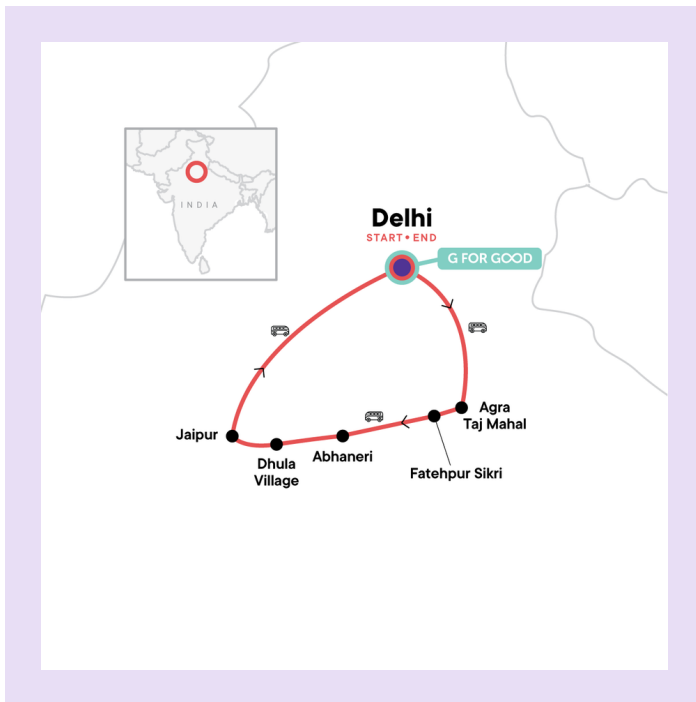 INDIA
Delhi
START • END
G FOR GOOD
Agra
Taj Mahal
Jaipur
Dhula
Village
Abhaneri
Fatehpur Sikri